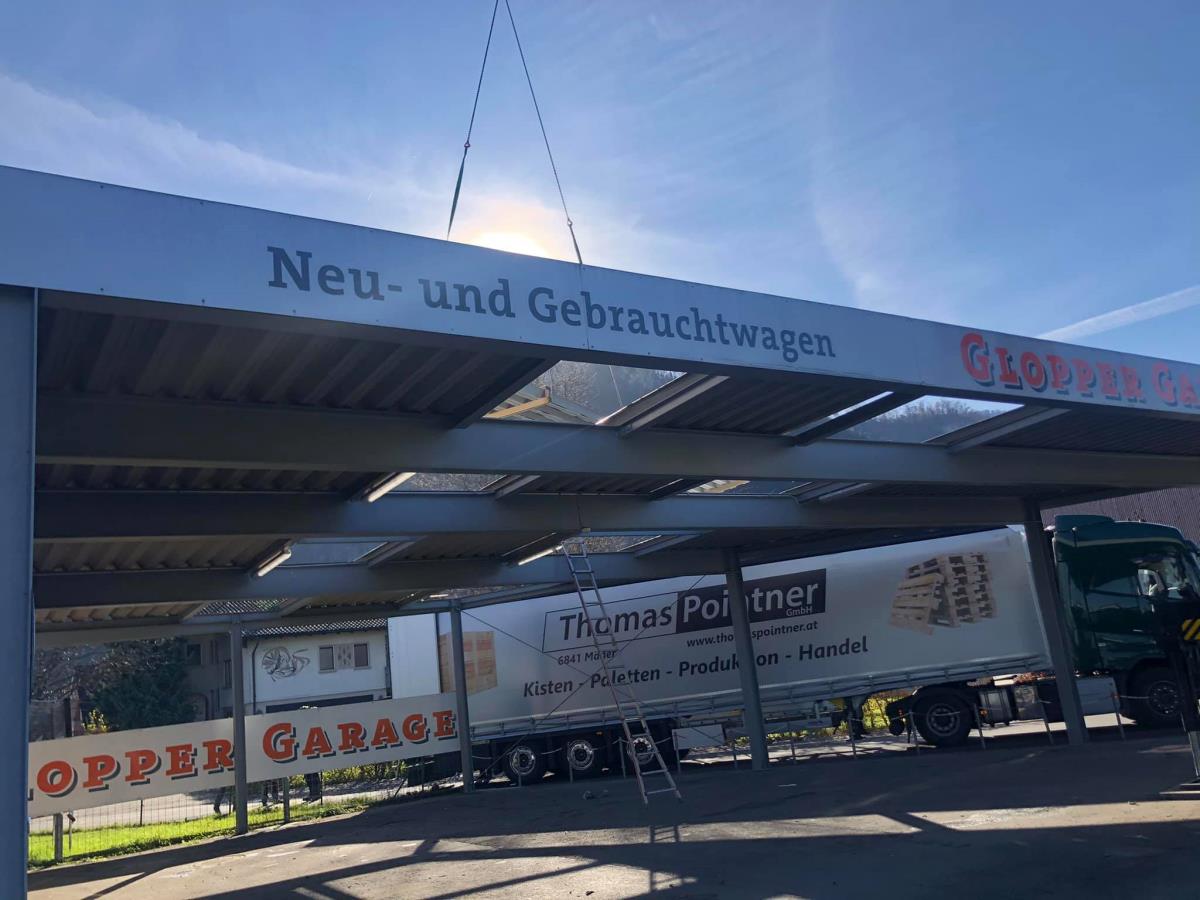 Neu- und Gebrauchtwagen
GLOPPER GA
Thomas Pointner
GmbH
www.thomaspointner.at
6841 Mäder
Kisten - Paletten - Produktion - Handel
LOPPER GARAGE